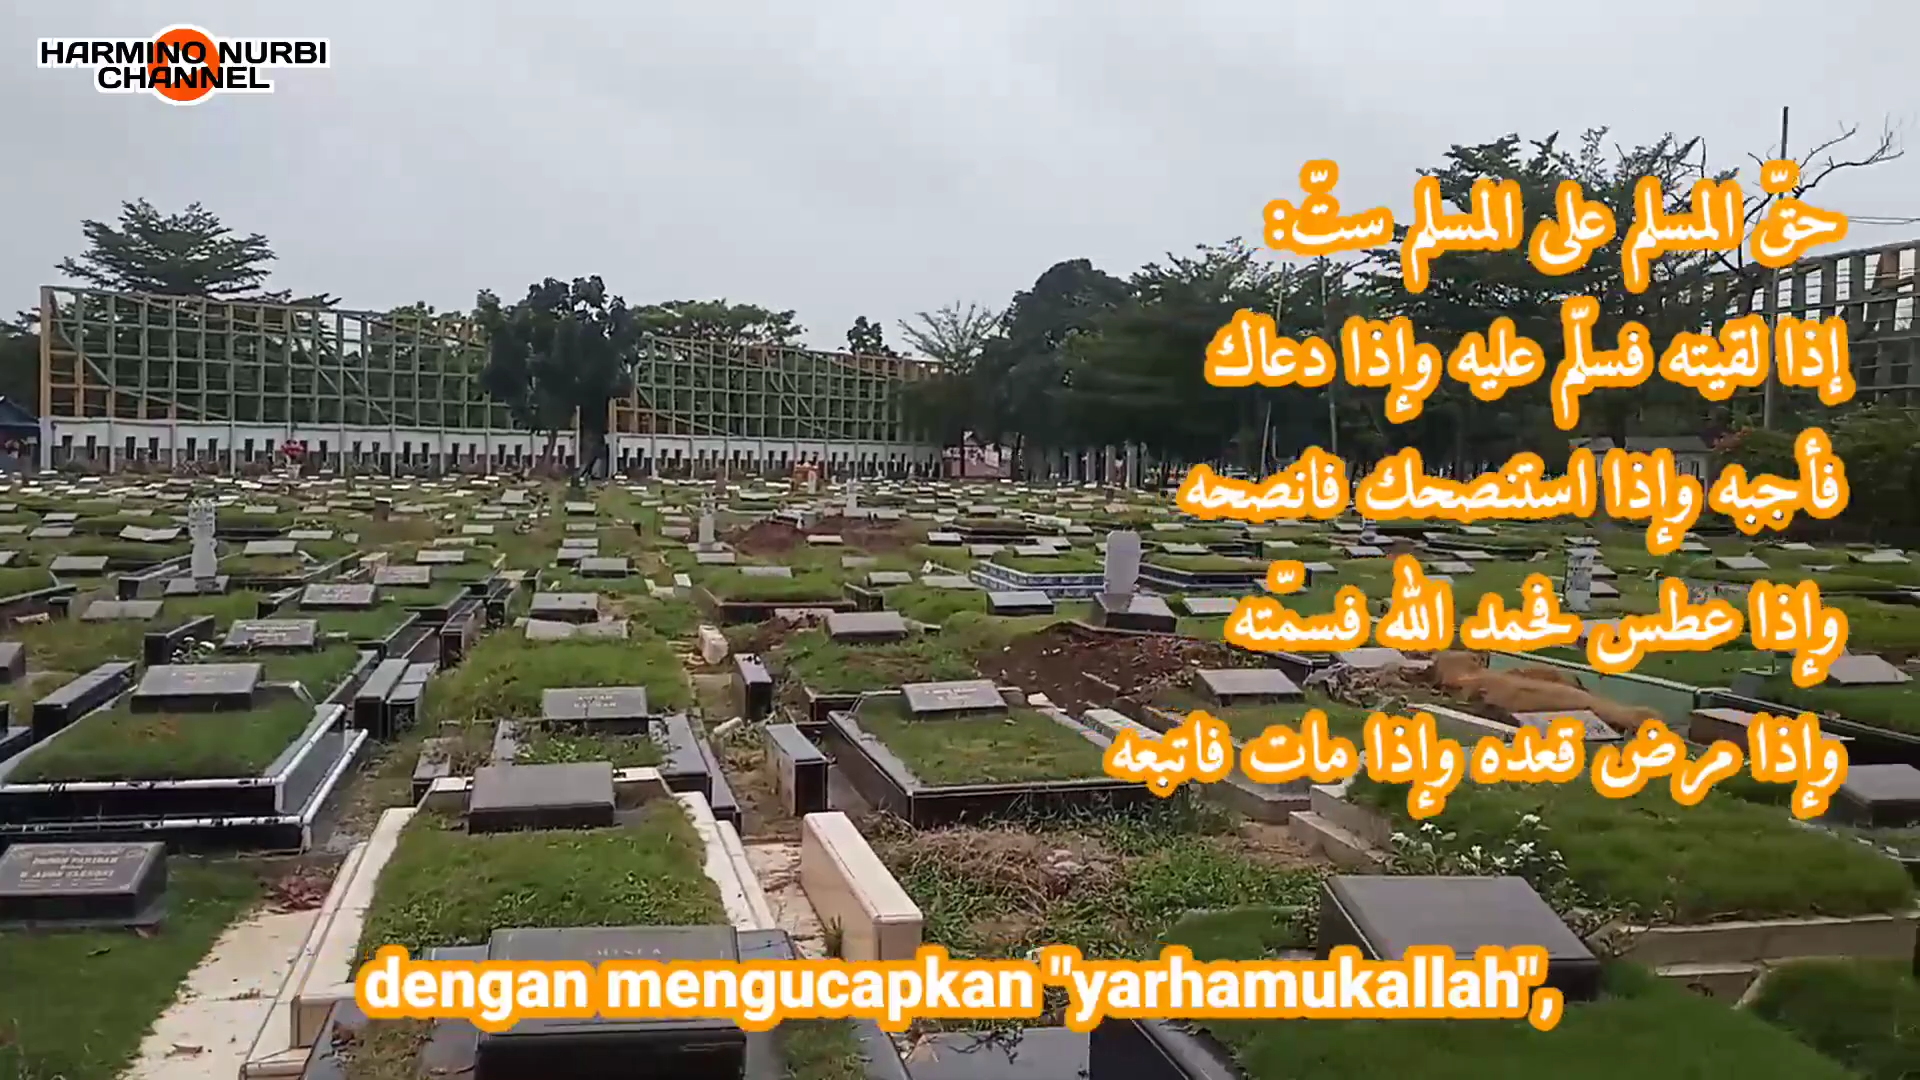 HARMINO NURBI
CHANNEL
حقّ المسلم على المسلم ستّ:
إذا لقيته فسلّم عليه وإذا دعاك
فأجبه وإذا استنصحك فانصحه
وإذا عطس فحمد الله فسمّته
وإذا مرض قعده وإذا مات فاتبعه
dengan mengucapkan "yarhamukallah",